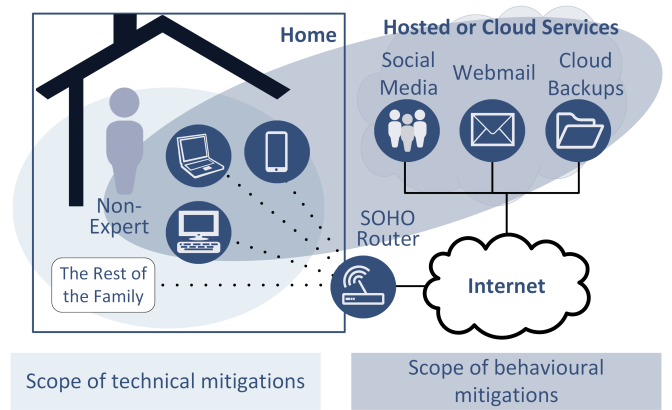 Home
Hosted or Cloud Services
Social
Media
Webmail
Cloud
Backups
Non-
Expert
SOHO
Router
The Rest of
the Family
Internet
Scope of technical mitigations
Scope of behavioural
mitigations